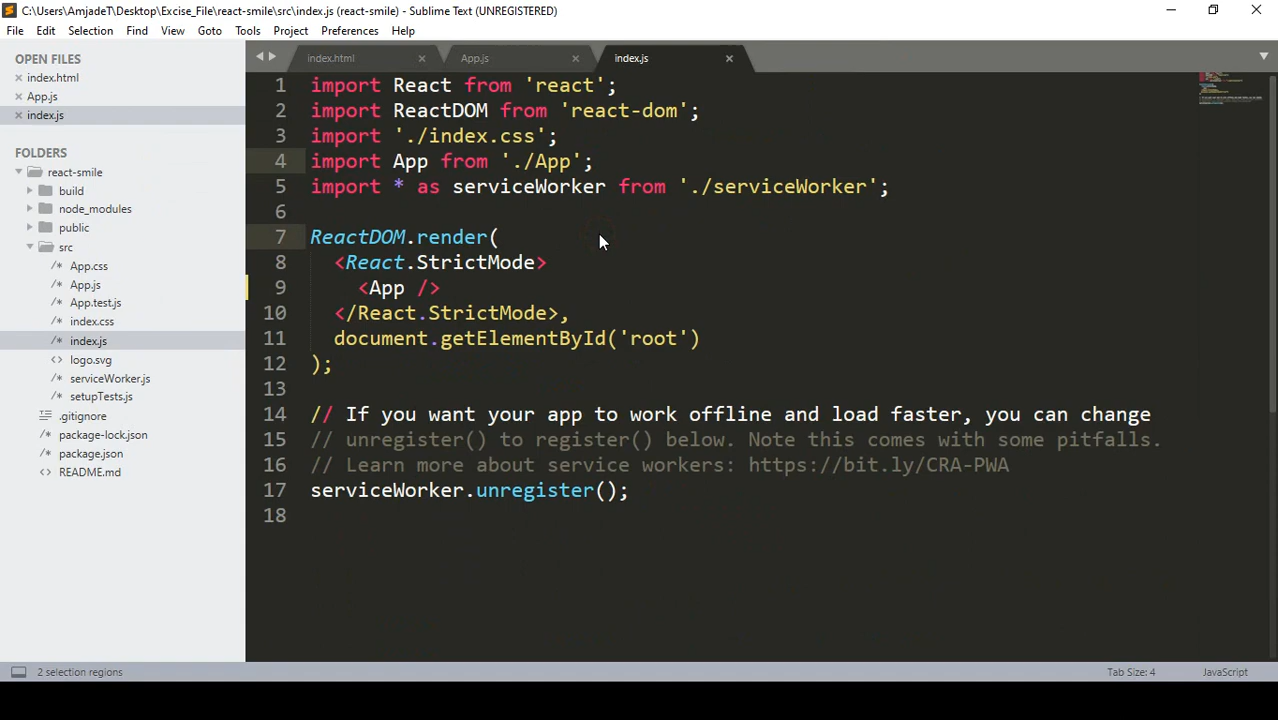 C:\Users\AmjadeT\Desktop\Excise_File\react-smile\src\index.js (react-smile) - Sublime Text (UNREGISTERED)
File Edit Selection Find View Goto Tools Project Preferences Help
OPEN FILES
index.html
App.js
index.js
FOLDERS
react-smile
build
node_modules
public
src
App.css
App.js
App.test.js
index.css
index.js
logo.svg
serviceWorker.js
setupTests.js
.gitignore
package-lock.json
package.json
README.md
index.html App.js index.js
1 import React from 'react';
2 import ReactDOM from 'react-dom';
3 import './index.css';
4 import App from './App';
5 import * as serviceWorker from './serviceWorker';
6
7 ReactDOM.render(
8 <React.StrictMode>
9 <App />
10 </React.StrictMode>,
11 document.getElementById('root')
12 );
13
14 // If you want your app to work offline and load faster, you can change
15 // unregister() to register() below. Note this comes with some pitfalls.
16 // Learn more about service workers: https://bit.ly/CRA-PWA
17 serviceWorker.unregister();
18
2 selection regions Tab Size: 4 JavaScript